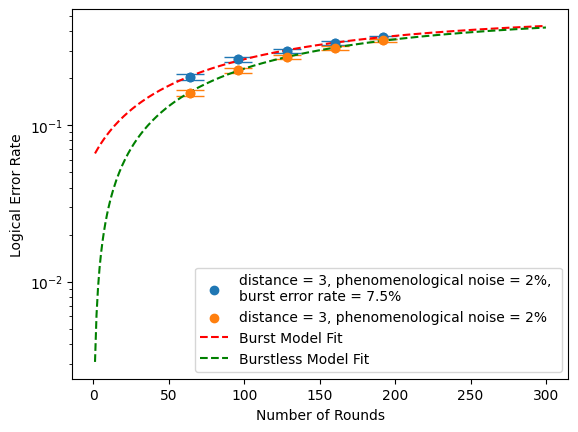 Logical Error Rate
10⁻¹
10⁻²
distance = 3, phenomenological noise = 2%,
burst error rate = 7.5%
distance = 3, phenomenological noise = 2%
Burst Model Fit
Burstless Model Fit
0 50 100 150 200 250 300
Number of Rounds